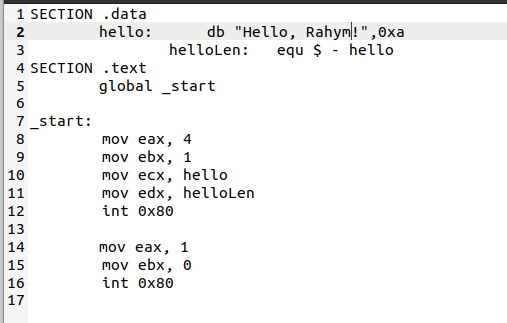 1 SECTION .data
2 hello: db "Hello, Rahym!",0xa
3 helloLen: equ $ - hello
4 SECTION .text
5 global _start
6
7 _start:
8 mov eax, 4
9 mov ebx, 1
10 mov ecx, hello
11 mov edx, helloLen
12 int 0x80
13
14 mov eax, 1
15 mov ebx, 0
16 int 0x80
17